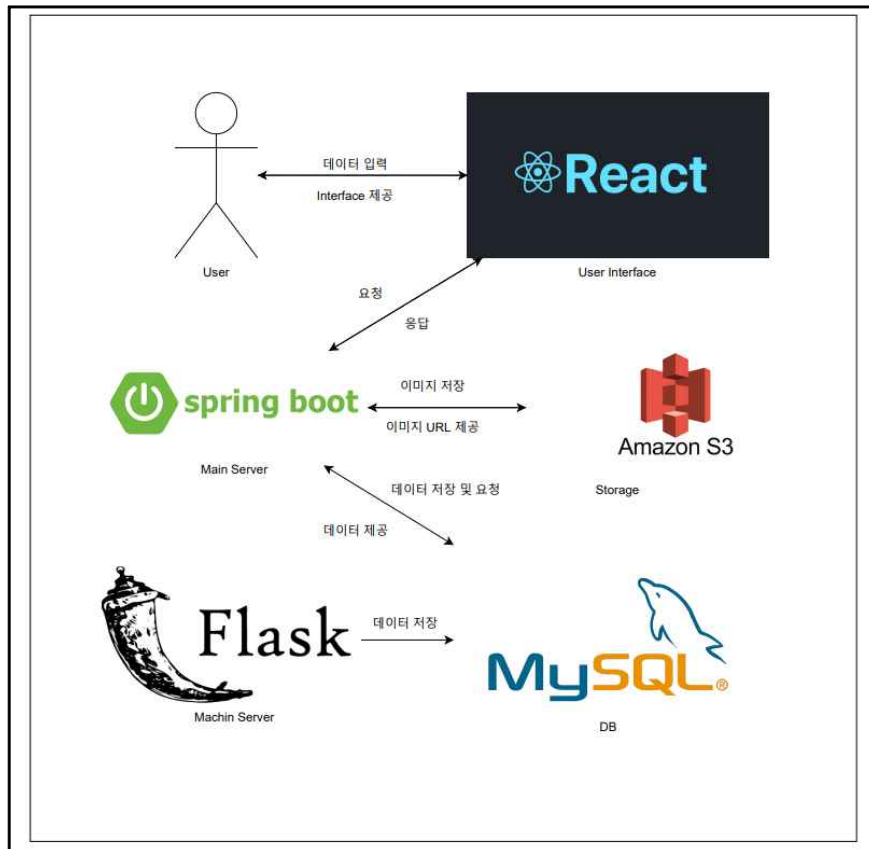 데이터 입력
React
Interface 제공
User
User Interface
요청
응답
spring boot
이미지 저장
이미지 URL 제공
Amazon S3
Main Server
Storage
데이터 저장 및 요청
데이터 제공
Flask
데이터 저장
MySQL®
Machin Server
DB